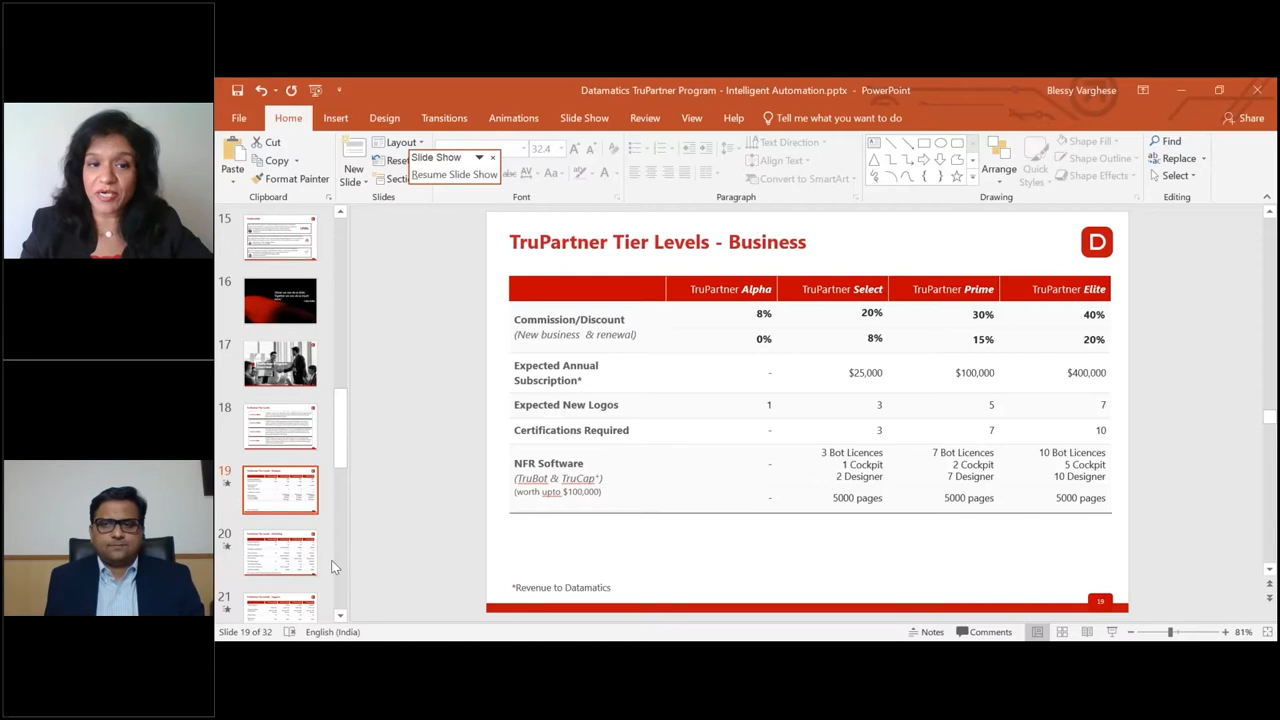 Datamatics TruPartner Program - Intelligent Automation.pptx - PowerPoint
Blessy Varghese
File Home Insert Design Transitions Animations Slide Show Review View Help Tell me what you want to do Share
Paste
Cut
Copy
Format Painter
Clipboard
New
Slide
Layout
Slides
Slide Show
Resume Slide Show
32.4
Font
Text Direction
Align Text
Convert to SmartArt
Paragraph
Arrange
Quick
Styles
Shape Fill
Shape Outline
Shape Effects
Drawing
Find
Replace
Select
Editing
15
16
17
18
19
20
21
TruPartner Tier Levels - Business
D
TruPartner Alpha TruPartner Select TruPartner Prime TruPartner Elite
Commission/Discount 8% 20% 30% 40%
(New business & renewal) 0% 8% 15% 20%
Expected Annual
Subscription* - $25,000 $100,000 $400,000
Expected New Logos 1 3 5 7
Certifications Required - 3 7 10
NFR Software - 3 Bot Licences 7 Bot Licences 10 Bot Licences
1 Cockpit 2 Cockpit 5 Cockpit
(TruBot & TruCap+) 2 Designer 7 Designer 10 Designer
(worth upto $100,000) - 5000 pages 5000 pages 5000 pages
*Revenue to Datamatics
19
Slide 19 of 32 English (India) Notes Comments 81%